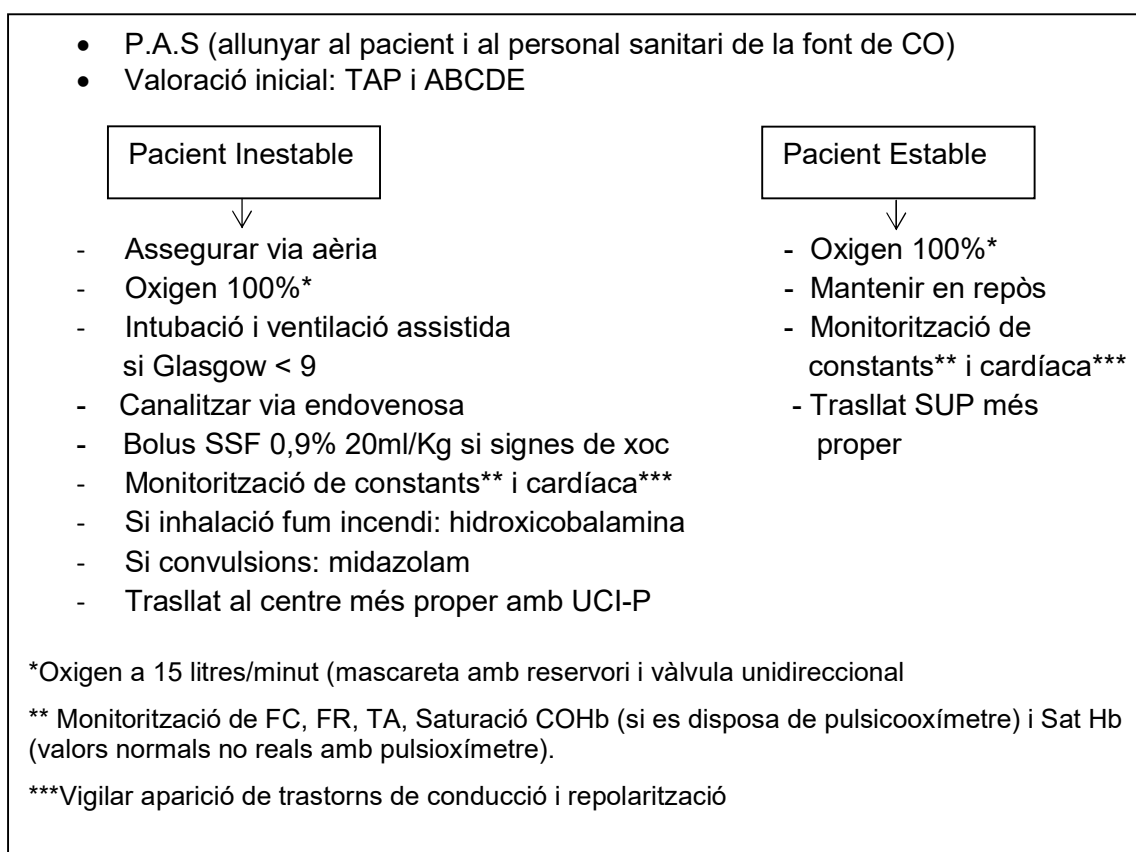 • P.A.S (allunyar al pacient i al personal sanitari de la font de CO)
• Valoració inicial: TAP i ABCDE
Pacient Inestable
- Assegurar via aèria
- Oxigen 100%*
- Intubació i ventilació assistida
si Glasgow < 9
- Canalitzar via endovenosa
- Bolus SSF 0,9% 20ml/Kg si signes de xoc
- Monitorització de constants** i cardíaca***
- Si inhalació fum incendi: hidroxicobalamina
- Si convulsions: midazolam
- Trasllat al centre més proper amb UCI-P
Pacient Estable
- Oxigen 100%*
- Mantenir en repòs
- Monitorització de
constants** i cardíaca***
- Trasllat SUP més
proper
*Oxigen a 15 litres/minut (mascareta amb reservori i vàlvula unidireccional
** Monitorització de FC, FR, TA, Saturació COHb (si es disposa de pulsicooxímetre) i Sat Hb
(valors normals no reals amb pulsioxímetre).
***Vigilar aparició de trastorns de conducció i repolarització